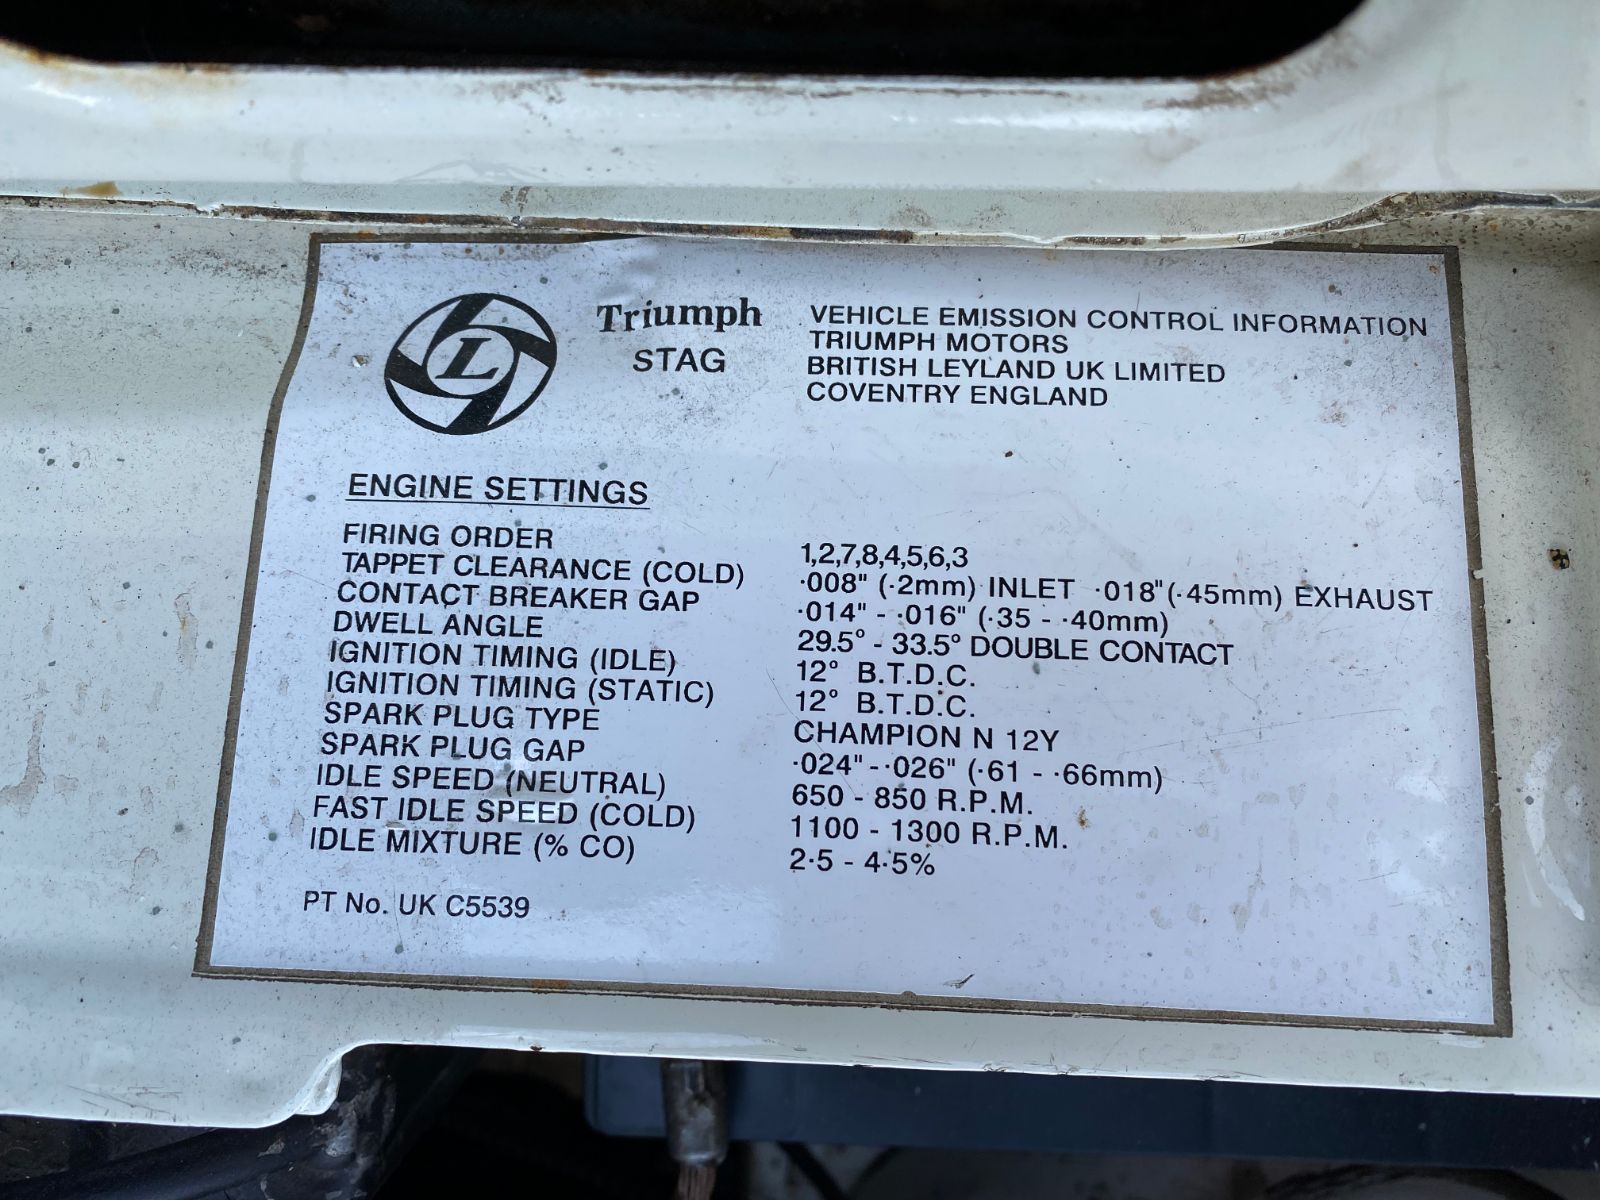 L
Triumph
STAG
VEHICLE EMISSION CONTROL INFORMATION
TRIUMPH MOTORS
BRITISH LEYLAND UK LIMITED
COVENTRY ENGLAND
ENGINE SETTINGS
FIRING ORDER 1,2,7,8,4,5,6,3
TAPPET CLEARANCE (COLD) ·008" (·2mm) INLET ·018" (·45mm) EXHAUST
CONTACT BREAKER GAP ·014" - ·016" (·35 - ·40mm)
DWELL ANGLE 29.5° - 33.5° DOUBLE CONTACT
IGNITION TIMING (IDLE) 12° B.T.D.C.
IGNITION TIMING (STATIC) 12° B.T.D.C.
SPARK PLUG TYPE CHAMPION N 12Y
SPARK PLUG GAP ·024" - ·026" (·61 - ·66mm)
IDLE SPEED (NEUTRAL) 650 - 850 R.P.M.
FAST IDLE SPEED (COLD) 1100 - 1300 R.P.M.
IDLE MIXTURE (% CO) 2·5 - 4·5%
PT No. UK C5539